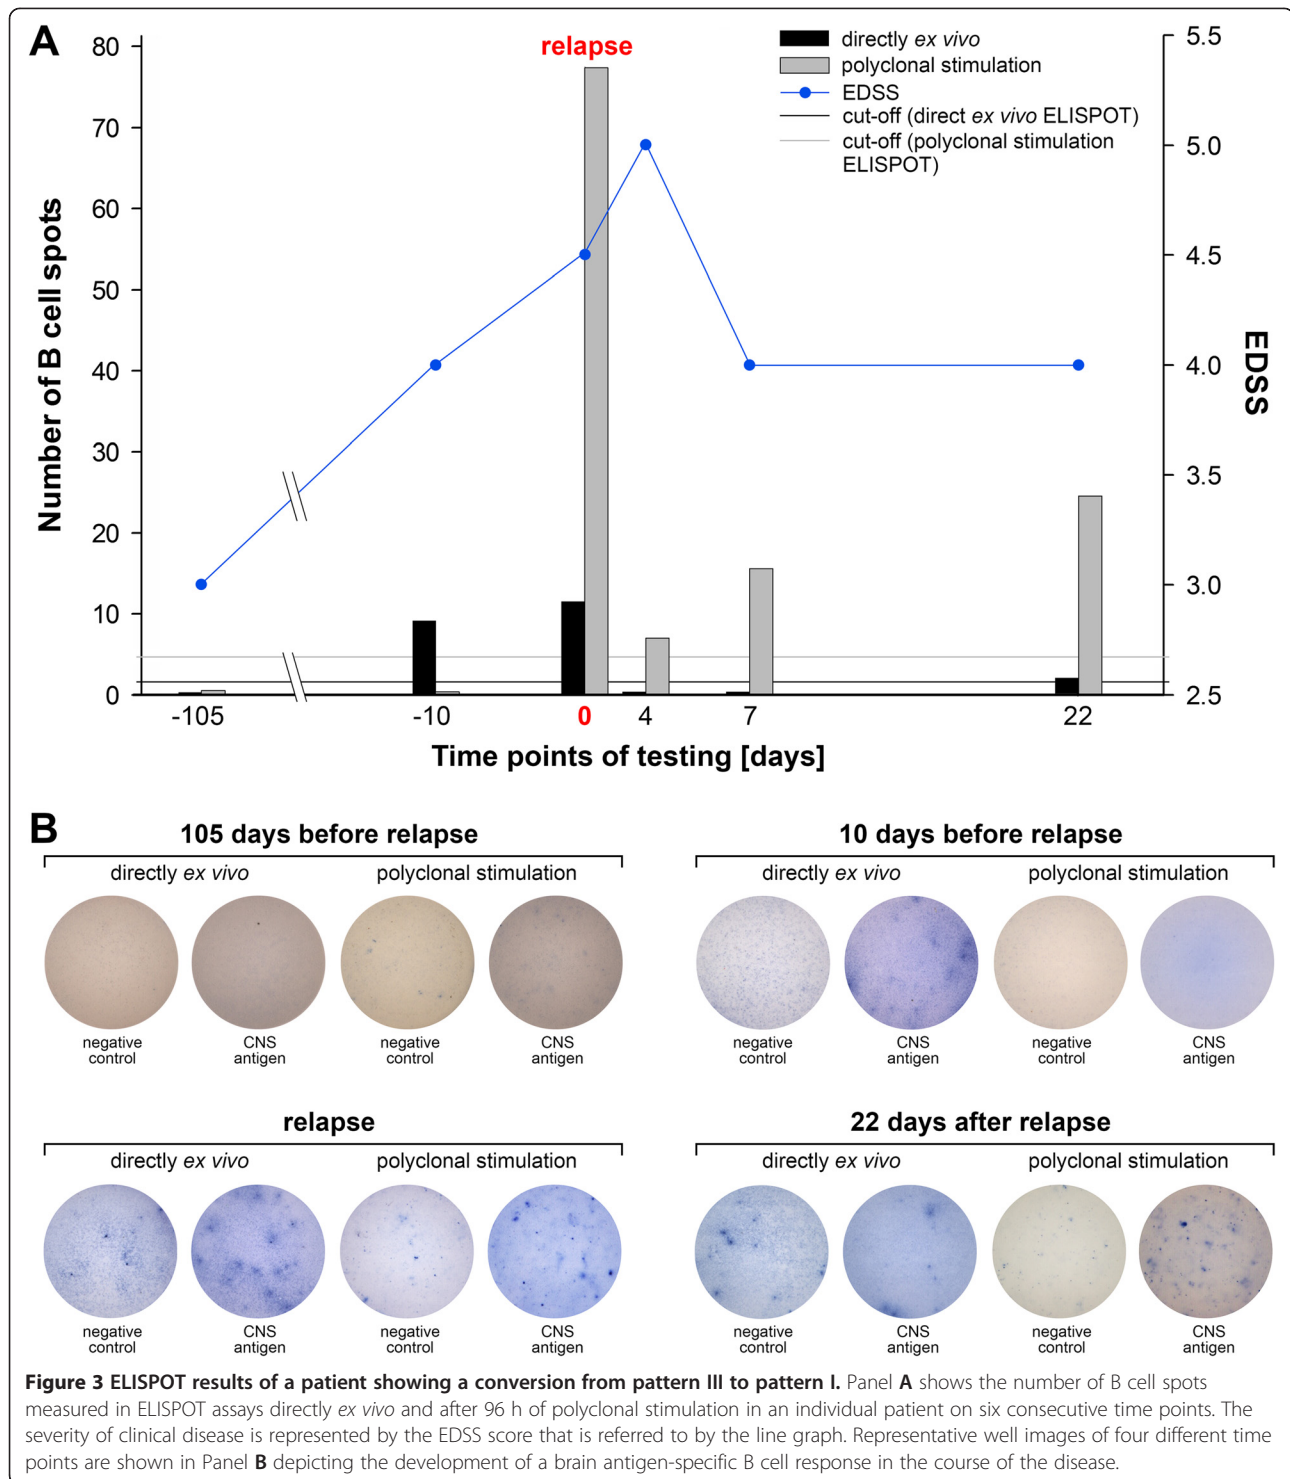 A
relapse
directly ex vivo
polyclonal stimulation
EDSS
cut-off (direct ex vivo ELISPOT)
cut-off (polyclonal stimulation
ELISPOT)
Number of B cell spots
80
70
60
50
40
30
20
10
0
5.5
5.0
4.5
4.0
3.5
3.0
2.5
EDSS
-105
-10
0
4
7
22
Time points of testing [days]
B
105 days before relapse
directly ex vivo
polyclonal stimulation
negative
control
CNS
antigen
negative
control
CNS
antigen
10 days before relapse
directly ex vivo
polyclonal stimulation
negative
control
CNS
antigen
negative
control
CNS
antigen
relapse
directly ex vivo
polyclonal stimulation
negative
control
CNS
antigen
negative
control
CNS
antigen
22 days after relapse
directly ex vivo
polyclonal stimulation
negative
control
CNS
antigen
negative
control
CNS
antigen
Figure 3 ELISPOT results of a patient showing a conversion from pattern III to pattern I. Panel A shows the number of B cell spots
measured in ELISPOT assays directly ex vivo and after 96 h of polyclonal stimulation in an individual patient on six consecutive time points. The
severity of clinical disease is represented by the EDSS score that is referred to by the line graph. Representative well images of four different time
points are shown in Panel B depicting the development of a brain antigen-specific B cell response in the course of the disease.